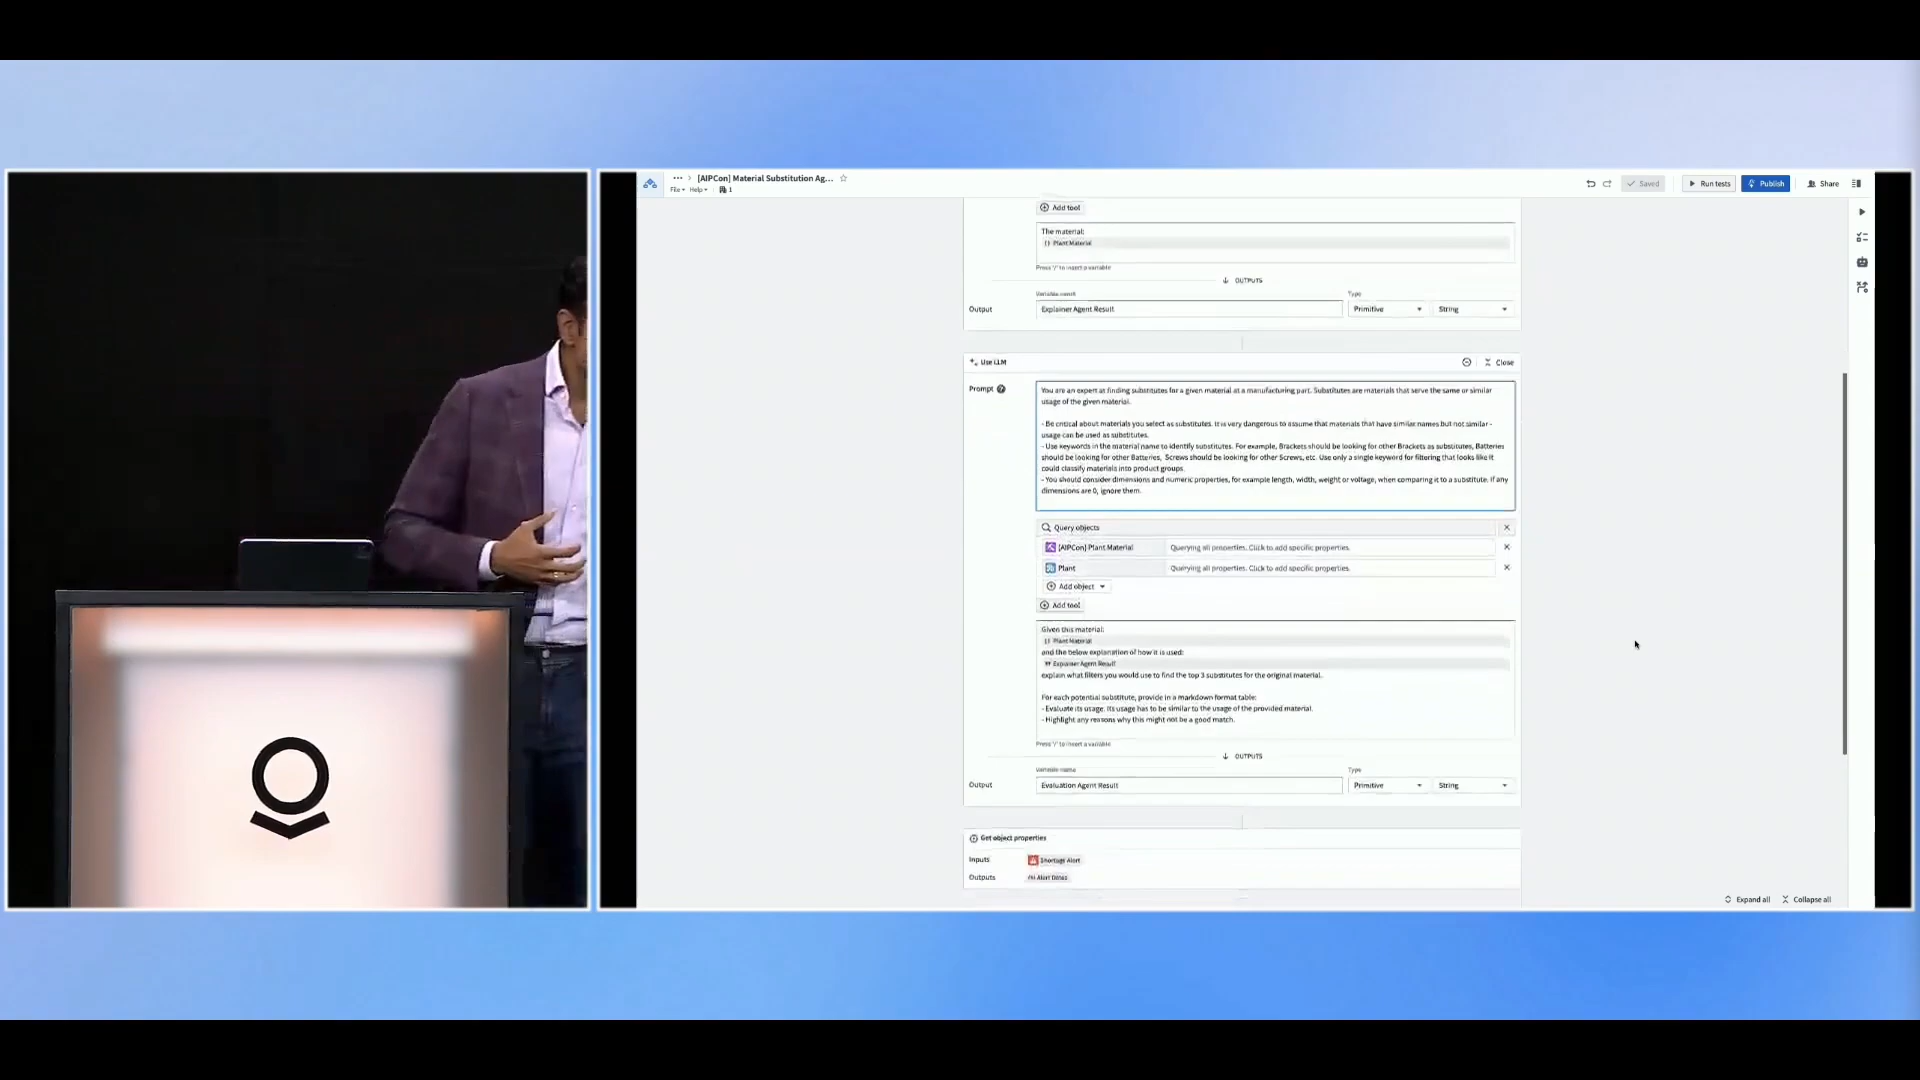 [AIPCon] Material Substitution Ag...
File Help 1
Saved
Run tests
Publish
Share
Add tool
The material:
Plant Material
Press '/' to insert a variable
OUTPUTS
Variable name
Type
Output
Explainer Agent Result
Primitive
String
Use LLM
Close
Prompt
You are an expert at finding substitutes for a given material at a manufacturing part. Substitutes are materials that serve the same or similar
usage of the given material.
- Be critical about materials you select as substitutes. It is very dangerous to assume that materials that have similar names but not similar -
usage can be used as substitutes.
- Use keywords in the material name to identify substitutes. For example, Brackets should be looking for other Brackets as substitutes, Batteries
should be looking for other Batteries, Screws should be looking for other Screws, etc. Use only a single keyword for filtering that looks like it
could classify materials into product groups.
- You should consider dimensions and numeric properties, for example length, width, weight or voltage, when comparing it to a substitute. If any
dimensions are 0, ignore them.
Query objects
[AIPCon] Plant Material
Querying all properties. Click to add specific properties.
Plant
Querying all properties. Click to add specific properties.
Add object
Add tool
Given this material:
Plant Material
and the below explanation of how it is used:
Explainer Agent Result
explain what filters you would use to find the top 3 substitutes for the original material.
For each potential substitute, provide in a markdown format table:
- Evaluate its usage. Its usage has to be similar to the usage of the provided material.
- Highlight any reasons why this might not be a good match.
Press '/' to insert a variable
OUTPUTS
Variable name
Type
Output
Evaluation Agent Result
Primitive
String
Get object properties
Inputs
Shortage Alert
Outputs
Alert Dates
Expand all
Collapse all